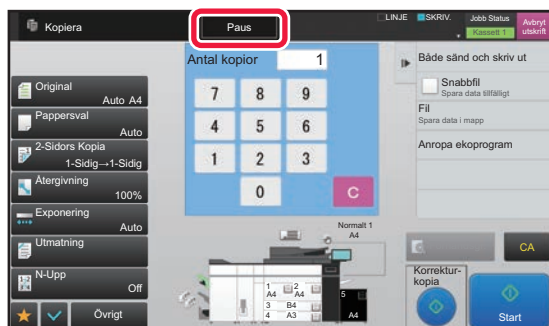 Kopiera
Paus
LINJE
SKRIV.
Jobb Status
Kassett 1
Avbryt
utskrift
Original
Auto A4
Pappersval
Auto
2-Sidors Kopia
1-Sidig→1-Sidig
Återgivning
100%
Exponering
Auto
Utmatning
N-Upp
Off
Övrigt
Antal kopior
1
7 8 9
4 5 6
1 2 3
0 C
Normalt 1
A4
1
A4
2
A4
3 B4
4 A3
5
A4
Både sänd och skriv ut
Snabbfil
Spara data tillfälligt
Fil
Spara data i mapp
Anropa ekoprogram
CA
Korrektur-
kopia
Start